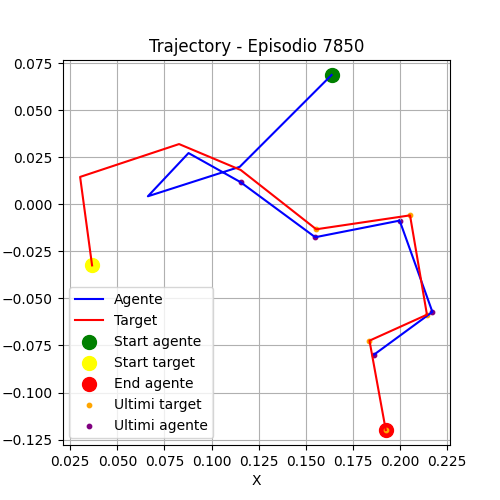 Trajectory - Episodio 7850
0.075
0.050
0.025
0.000
−0.025
−0.050
−0.075
−0.100
−0.125
Agente
Target
Start agente
Start target
End agente
Ultimi target
Ultimi agente
0.025 0.050 0.075 0.100 0.125 0.150 0.175 0.200 0.225
X